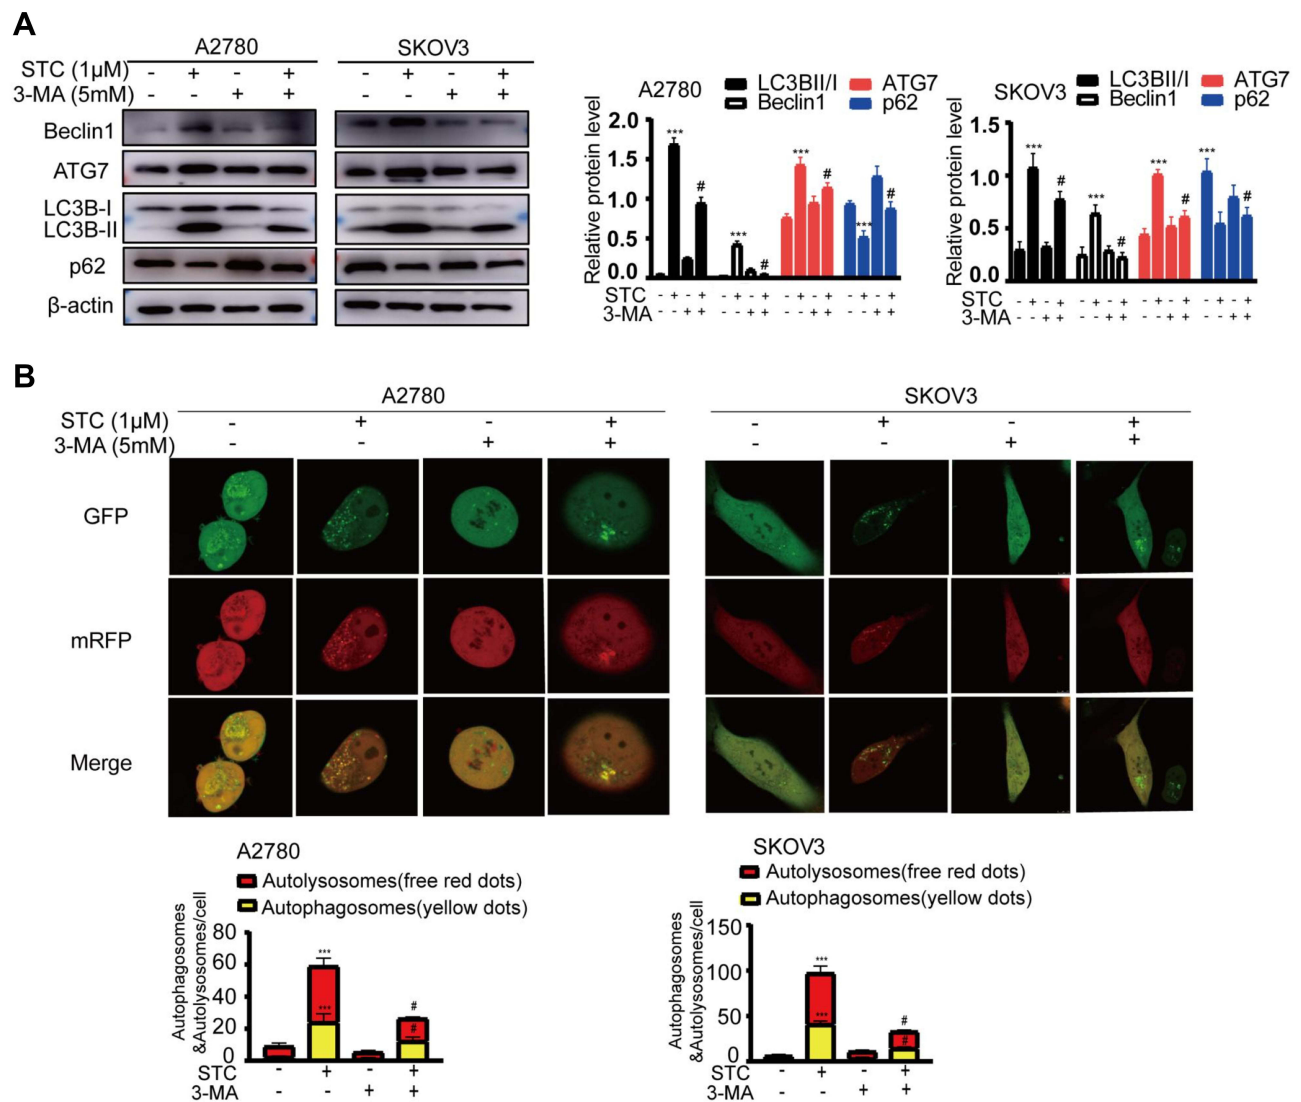 A
A2780
SKOV3
STC (1μM) - + - + - + - +
3-MA (5mM) - - + + - - + +
Beclin1
ATG7
LC3B-I
LC3B-II
p62
β-actin
A2780
LC3BII/I ATG7
Beclin1 p62
Relative protein level
2.0
1.5
1.0
0.5
0.0
*** # *** # *** # *** #
STC - + - + - + - + - + - + - + - +
3-MA - - + + - - + + - - + + - - + +
SKOV3
LC3BII/I ATG7
Beclin1 p62
Relative protein level
1.5
1.0
0.5
0.0
*** # *** # *** # *** #
STC - + - + - + - + - + - + - + - +
3-MA - - + + - - + + - - + + - - + +
B
A2780
SKOV3
STC (1μM) - + - + - + - +
3-MA (5mM) - - + + - - + +
GFP
mRFP
Merge
A2780
Autolysosomes(free red dots)
Autophagosomes(yellow dots)
Autophagosomes
&Autolysosomes/cell
80
60
40
20
0
*** *** # #
STC - + - +
3-MA - - + +
SKOV3
Autolysosomes(free red dots)
Autophagosomes(yellow dots)
Autophagosomes
&Autolysosomes/cell
150
100
50
0
*** *** # #
STC - + - +
3-MA - - + +